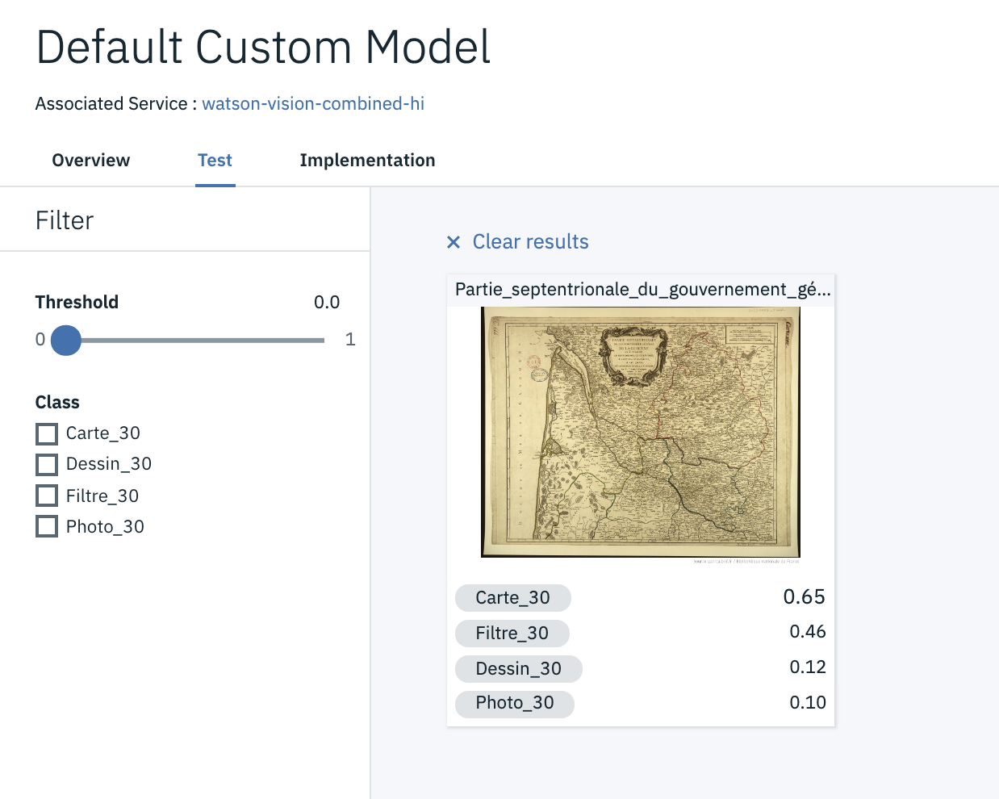 Default Custom Model
Associated Service : watson-vision-combined-hi
Overview Test Implementation
Filter
Threshold 0.0
0 1
Class
Carte_30
Dessin_30
Filtre_30
Photo_30
× Clear results
Partie_septentrionale_du_gouvernement_gé...
Carte_30 0.65
Filtre_30 0.46
Dessin_30 0.12
Photo_30 0.10